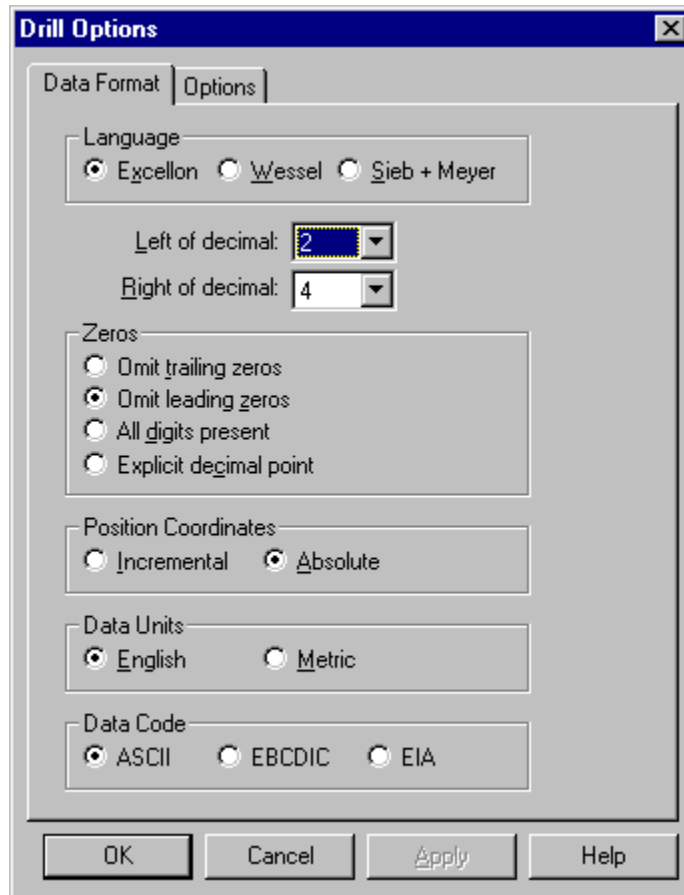 Drill Options
Data Format Options
Language
Excellon Wessel Sieb + Meyer
Left of decimal: 2
Right of decimal: 4
Zeros
Omit trailing zeros
Omit leading zeros
All digits present
Explicit decimal point
Position Coordinates
Incremental Absolute
Data Units
English Metric
Data Code
ASCII EBCDIC EIA
OK Cancel Apply Help